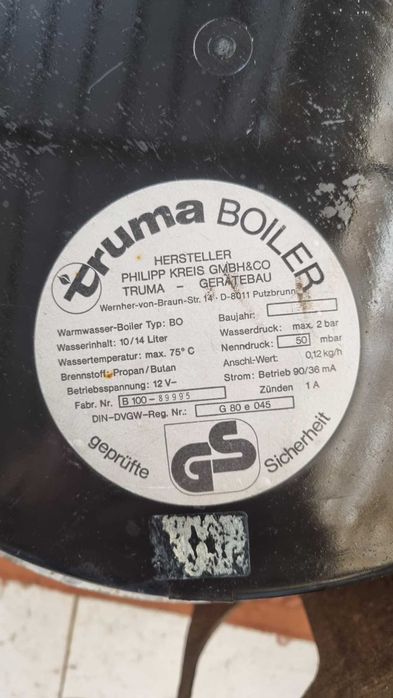 truma BOILER
HERSTELLER
PHILIPP KREIS GMBH&CO
TRUMA - GERÄTEBAU
Wernher-von-Braun-Str. 14 · D-8011 Putzbrunn
Warmwasser-Boiler Typ: BO
Wasserinhalt: 10/14 Liter
Wassertemperatur: max. 75° C
Brennstoff: Propan/Butan
Betriebsspannung: 12 V-
Fabr. Nr. B 100-89995
Baujahr:
Wasserdruck: max. 2 bar
Nenndruck: 50 mbar
Anschl-Wert: 0,12 kg/h
Strom: Betrieb 90/36 mA
Zünden 1 A
DIN-DVGW-Reg. Nr.: G 80 e 045
geprüfte
GS
Sicherheit